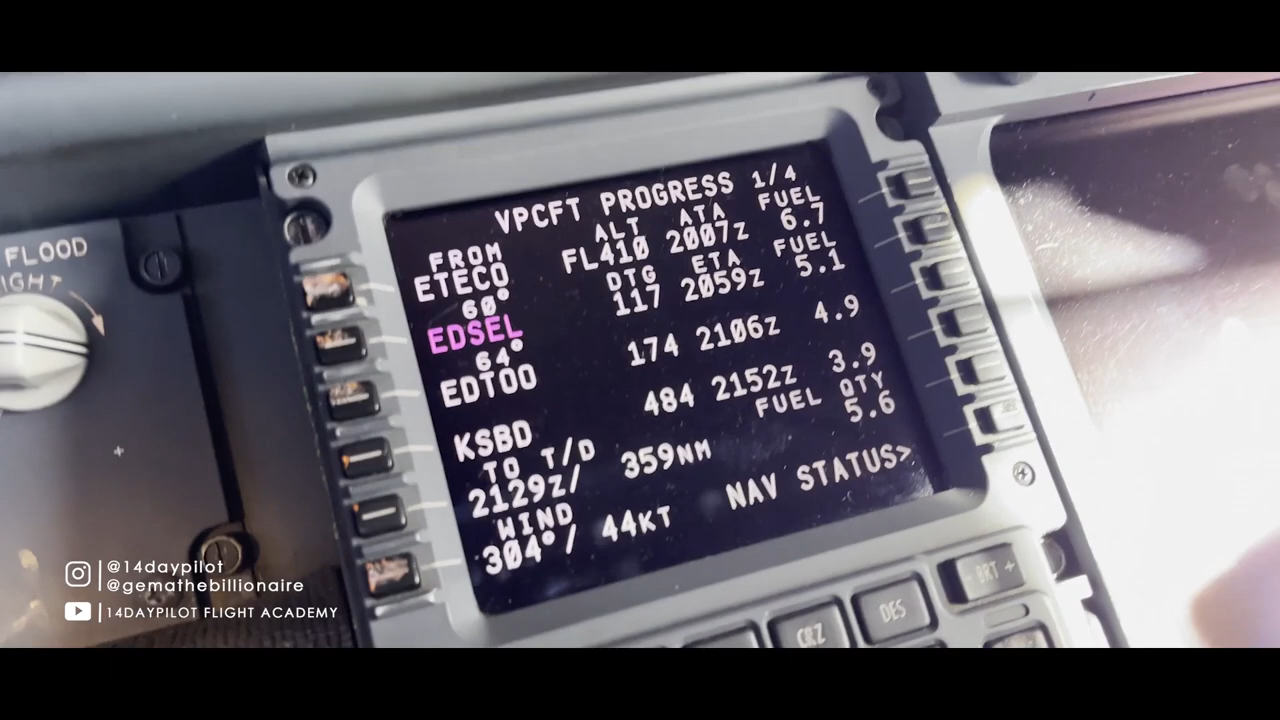 VPCFT PROGRESS 1/4
FROM ALT ATA FUEL
ETECO FL410 2007z 6.7
60° DTG ETA FUEL
EDSEL 117 2059z 5.1
64°
EDTOO 174 2106z 4.9
KSBD 484 2152z 3.9
TO T/D FUEL QTY
2129z/ 359NM 5.6
WIND
304°/ 44KT NAV STATUS>
FLOOD
IGHT
C&Z
DES
- BRT +
@14daypilot
@gemathebillionaire
14DAYPILOT FLIGHT ACADEMY